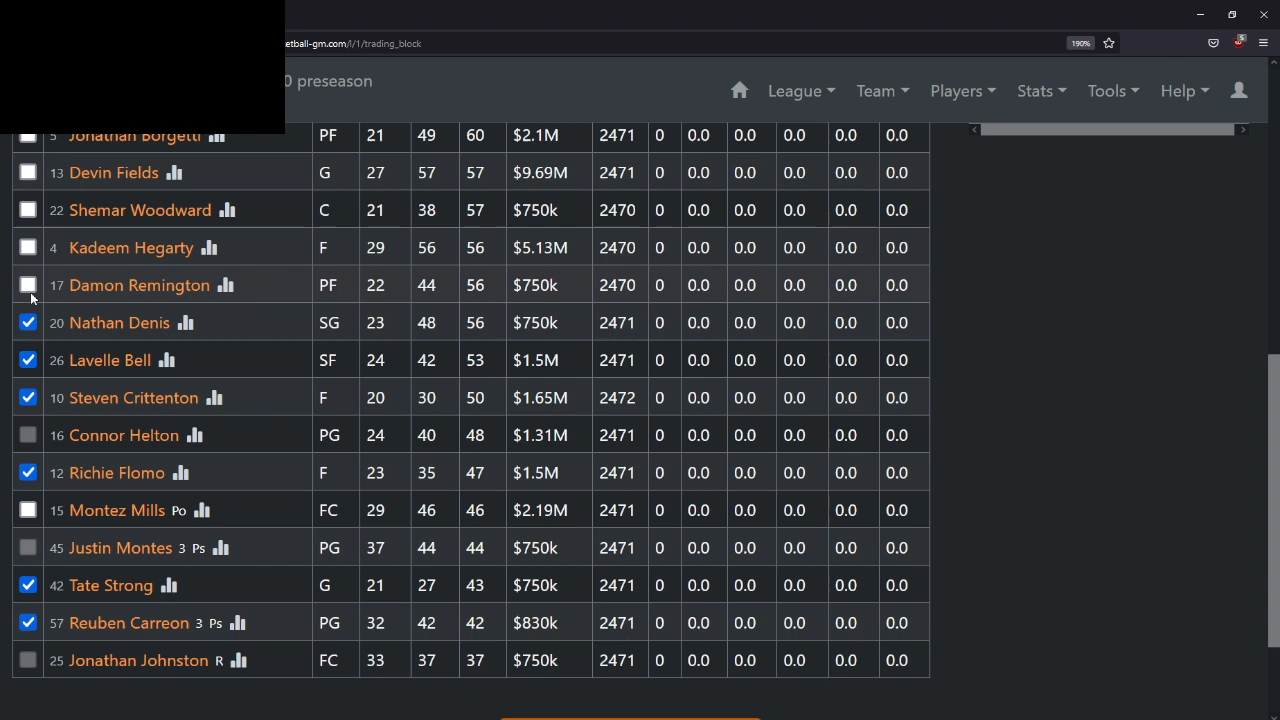 etball-gm.com/l/1/trading_block 190% 5
0 preseason League Team Players Stats Tools Help
5 Jonathan Borgetti PF 21 49 60 $2.1M 2471 0 0.0 0.0 0.0 0.0 0.0
13 Devin Fields G 27 57 57 $9.69M 2471 0 0.0 0.0 0.0 0.0 0.0
22 Shemar Woodward C 21 38 57 $750k 2470 0 0.0 0.0 0.0 0.0 0.0
4 Kadeem Hegarty F 29 56 56 $5.13M 2470 0 0.0 0.0 0.0 0.0 0.0
17 Damon Remington PF 22 44 56 $750k 2470 0 0.0 0.0 0.0 0.0 0.0
20 Nathan Denis SG 23 48 56 $750k 2471 0 0.0 0.0 0.0 0.0 0.0
26 Lavelle Bell SF 24 42 53 $1.5M 2471 0 0.0 0.0 0.0 0.0 0.0
10 Steven Crittenton F 20 30 50 $1.65M 2472 0 0.0 0.0 0.0 0.0 0.0
16 Connor Helton PG 24 40 48 $1.31M 2471 0 0.0 0.0 0.0 0.0 0.0
12 Richie Flomo F 23 35 47 $1.5M 2471 0 0.0 0.0 0.0 0.0 0.0
15 Montez Mills Po FC 29 46 46 $2.19M 2471 0 0.0 0.0 0.0 0.0 0.0
45 Justin Montes 3 Ps PG 37 44 44 $750k 2471 0 0.0 0.0 0.0 0.0 0.0
42 Tate Strong G 21 27 43 $750k 2471 0 0.0 0.0 0.0 0.0 0.0
57 Reuben Carreon 3 Ps PG 32 42 42 $830k 2471 0 0.0 0.0 0.0 0.0 0.0
25 Jonathan Johnston R FC 33 37 37 $750k 2471 0 0.0 0.0 0.0 0.0 0.0